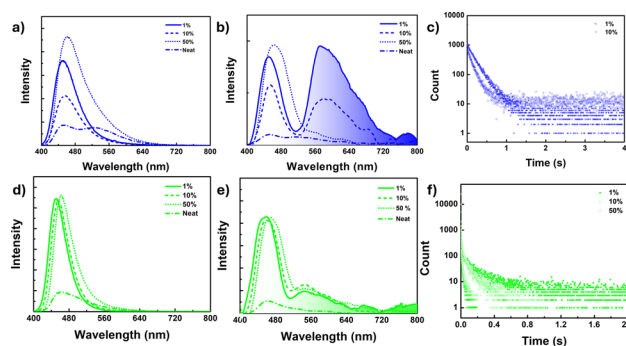 a)
Intensity
1%
10%
50%
Neat
400 480 560 640 720 800
Wavelength (nm)
b)
Intensity
1%
10%
50%
Neat
400 480 560 640 720 800
Wavelength (nm)
c)
Count
10000
1000
100
10
1
1%
10%
0 1 2 3 4
Time (s)
d)
Intensity
1%
10%
50%
Neat
400 480 560 640 720 800
Wavelength (nm)
e)
Intensity
1%
10%
50 %
Neat
400 480 560 640 720 800
Wavelength (nm)
f)
Count
10000
1000
100
10
1
1%
10%
50%
0.0 0.4 0.8 1.2 1.6 2
Time (s)